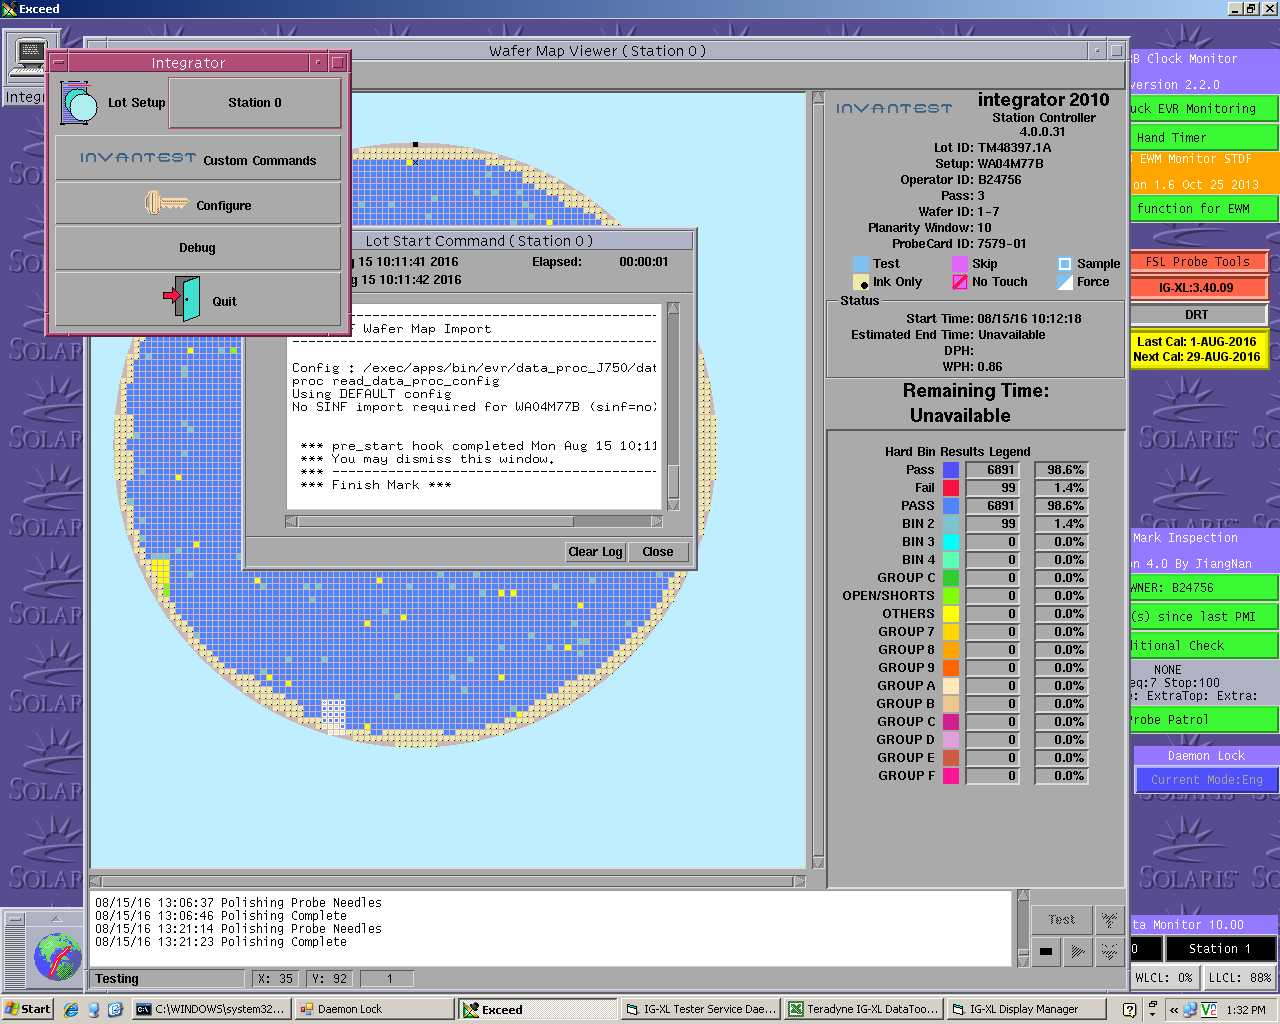 Exceed
Wafer Map Viewer ( Station 0 )
Integrator
Lot Setup
Station 0
INVANTEST Custom Commands
Configure
Debug
Quit
Lot Start Command ( Station 0 )
15 10:11:41 2016
Elapsed:
00:00:01
15 10:11:42 2016
Wafer Map Import
Config : /exec/apps/bin/evr/data_proc_J750/dat
proc read_data_proc_config
Using DEFAULT config
No SINF import required for WA04M77B (sinf=no)
*** pre_start hook completed Mon Aug 15 10:11
*** You may dismiss this window.
*** ----------------------------------------
*** Finish Mark ***
Clear Log
Close
INVANTEST
integrator 2010
Station Controller
4.0.0.31
Lot ID: TM48397.1A
Setup: WA04M77B
Operator ID: B24756
Pass: 3
Wafer ID: 1-7
Planarity Window: 10
ProbeCard ID: 7579-01
Test
Skip
Sample
Ink Only
No Touch
Force
Status
Start Time: 08/15/16 10:12:18
Estimated End Time: Unavailable
DPH:
WPH: 0.86
Remaining Time:
Unavailable
Hard Bin Results Legend
Pass 6891 98.6%
Fail 99 1.4%
PASS 6891 98.6%
BIN 2 99 1.4%
BIN 3 0 0.0%
BIN 4 0 0.0%
GROUP C 0 0.0%
OPEN/SHORTS 0 0.0%
OTHERS 0 0.0%
GROUP 7 0 0.0%
GROUP 8 0 0.0%
GROUP 9 0 0.0%
GROUP A 0 0.0%
GROUP B 0 0.0%
GROUP C 0 0.0%
GROUP D 0 0.0%
GROUP E 0 0.0%
GROUP F 0 0.0%
Clock Monitor
version 2.2.0
EVR Monitoring
Hand Timer
EWM Monitor STDF
1.6 Oct 25 2013
function for EWM
FSL Probe Tools
IG-XL:3.40.09
DRT
Last Cal: 1-AUG-2016
Next Cal: 29-AUG-2016
SOLARIS
Mark Inspection
4.0 By JiangNan
B24756
since last PMI
Check
NONE
Stop:100
ExtraTop: Extra:
Patrol
Daemon Lock
Current Mode:Eng
Monitor 10.00
Station 1
WLCL: 0%
LLCL: 88%
08/15/16 13:06:37 Polishing Probe Needles
08/15/16 13:06:46 Polishing Complete
08/15/16 13:21:14 Polishing Probe Needles
08/15/16 13:21:23 Polishing Complete
Test
Testing
X: 35
Y: 92
1
Start
C:\WINDOWS\system32...
Daemon Lock
Exceed
IG-XL Tester Service Dae...
Teradyne IG-XL DataToo...
IG-XL Display Manager
1:32 PM